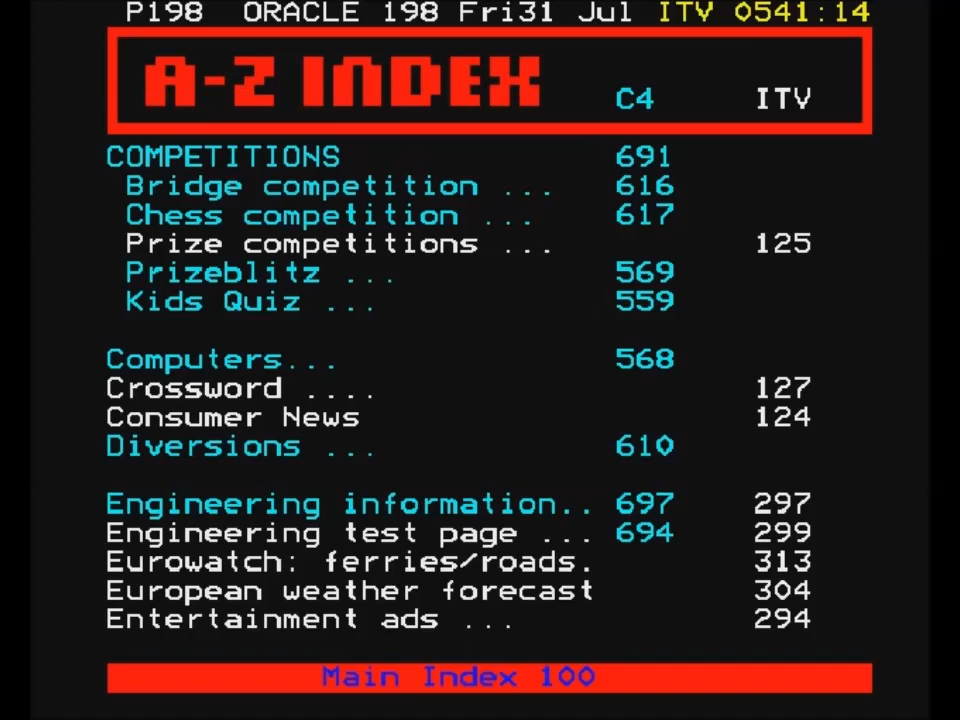 P198 ORACLE 198 Fri31 Jul ITV 0541:14
A-Z INDEX C4 ITV
COMPETITIONS 691
Bridge competition ... 616
Chess competition ... 617
Prize competitions ... 125
Prizeblitz ... 569
Kids Quiz ... 559
Computers... 568
Crossword .... 127
Consumer News 124
Diversions ... 610
Engineering information.. 697 297
Engineering test page ... 694 299
Eurowatch: ferries/roads. 313
European weather forecast 304
Entertainment ads ... 294
Main Index 100